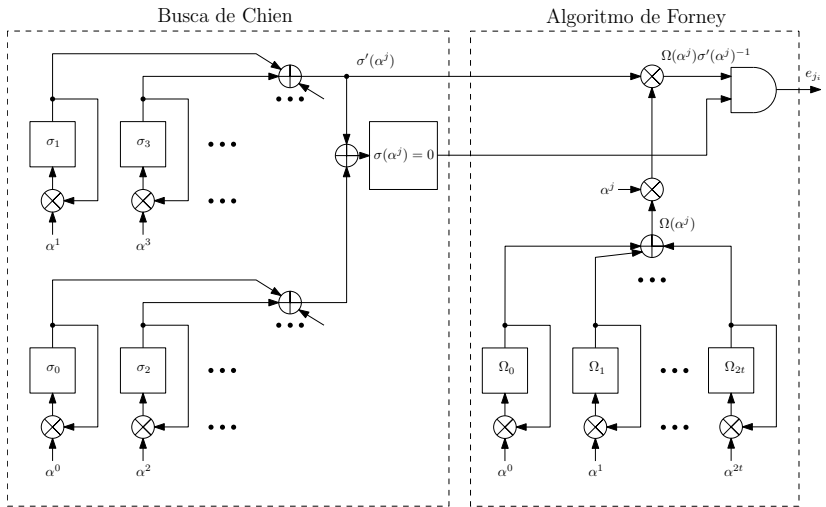 Busca de Chien
Algoritmo de Forney
σ′(α^j)
Ω(α^j)σ′(α^j)^−1
e_{j_i}
σ_1
σ_3
σ(α^j) = 0
α^j
α^1
α^3
Ω(α^j)
σ_0
σ_2
Ω_0
Ω_1
Ω_{2t}
α^0
α^2
α^0
α^1
α^{2t}